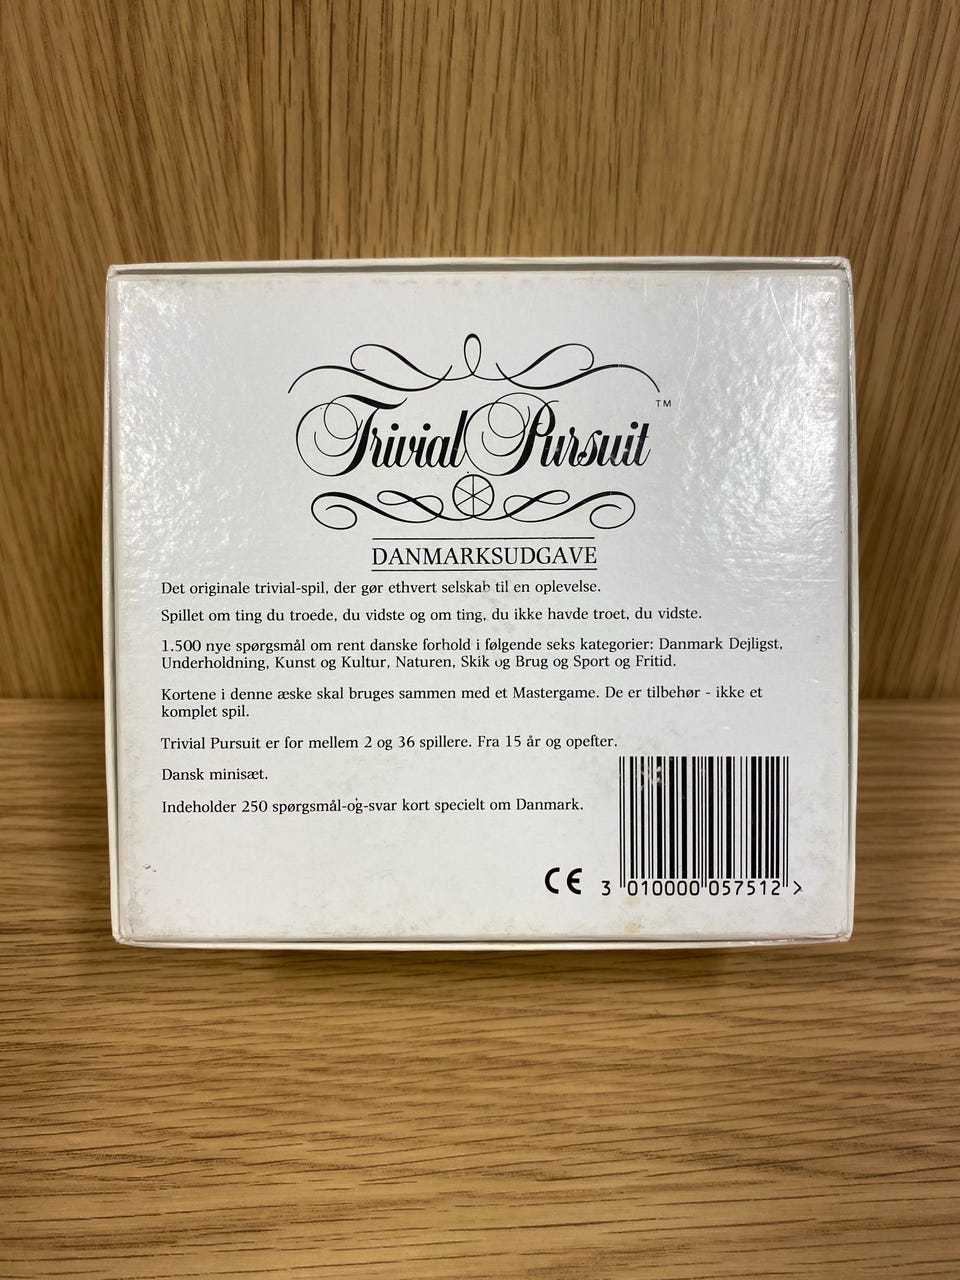 Trivial Pursuit™
DANMARKSUDGAVE
Det originale trivial-spil, der gør ethvert selskab til en oplevelse.
Spillet om ting du troede, du vidste og om ting, du ikke havde troet, du vidste.
1.500 nye spørgsmål om rent danske forhold i følgende seks kategorier: Danmark Dejligst,
Underholdning, Kunst og Kultur, Naturen, Skik og Brug og Sport og Fritid.
Kortene i denne æske skal bruges sammen med et Mastergame. De er tilbehør - ikke et
komplet spil.
Trivial Pursuit er for mellem 2 og 36 spillere. Fra 15 år og opefter.
Dansk minisæt.
Indeholder 250 spørgsmål-og-svar kort specielt om Danmark.
CE 3 010000 057512 >